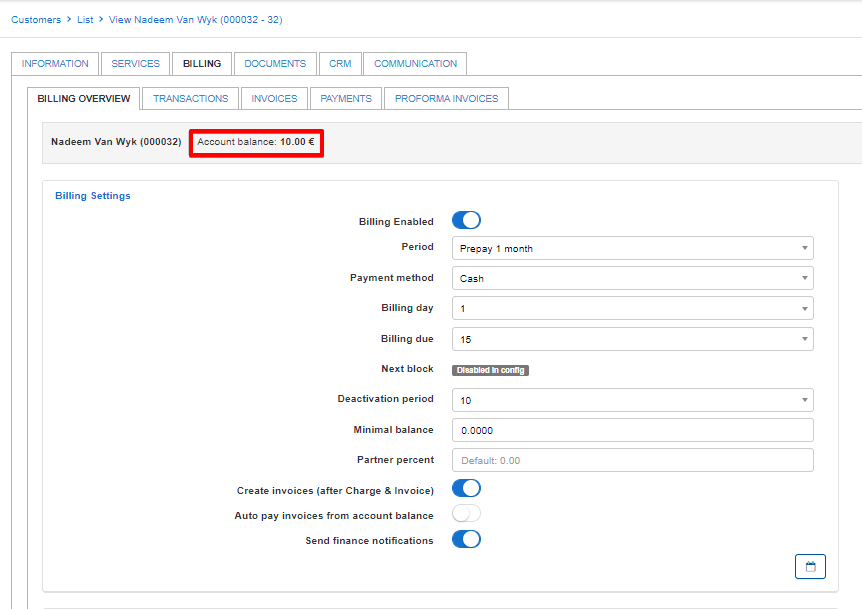 Customers > List > View Nadeem Van Wyk (000032 - 32)
INFORMATION SERVICES BILLING DOCUMENTS CRM COMMUNICATION
BILLING OVERVIEW TRANSACTIONS INVOICES PAYMENTS PROFORMA INVOICES
Nadeem Van Wyk (000032) Account balance: 10.00 €
Billing Settings
Billing Enabled
Period Prepay 1 month
Payment method Cash
Billing day 1
Billing due 15
Next block Disabled in config
Deactivation period 10
Minimal balance 0.0000
Partner percent Default: 0.00
Create invoices (after Charge & Invoice)
Auto pay invoices from account balance
Send finance notifications